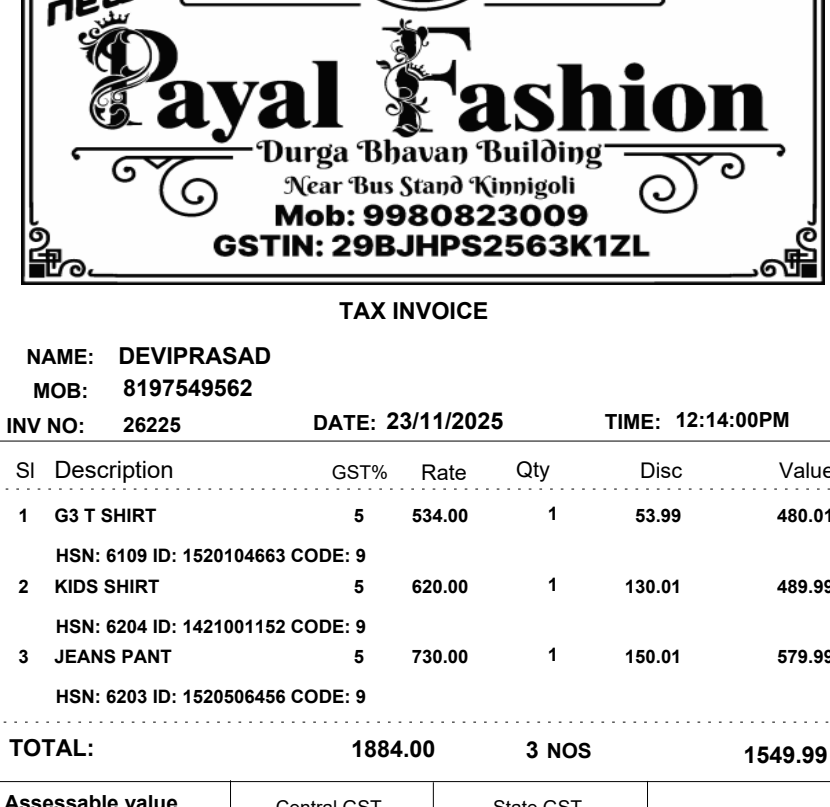 new
Payal Fashion
Durga Bhavan Building
Near Bus Stand Kinnigoli
Mob: 9980823009
GSTIN: 29BJHPS2563K1ZL
TAX INVOICE
NAME: DEVIPRASAD
MOB: 8197549562
INV NO: 26225 DATE: 23/11/2025 TIME: 12:14:00PM
Sl Description GST% Rate Qty Disc Value
1 G3 T SHIRT 5 534.00 1 53.99 480.01
HSN: 6109 ID: 1520104663 CODE: 9
2 KIDS SHIRT 5 620.00 1 130.01 489.99
HSN: 6204 ID: 1421001152 CODE: 9
3 JEANS PANT 5 730.00 1 150.01 579.99
HSN: 6203 ID: 1520506456 CODE: 9
TOTAL: 1884.00 3 NOS 1549.99
Assessable value Central GST State GST